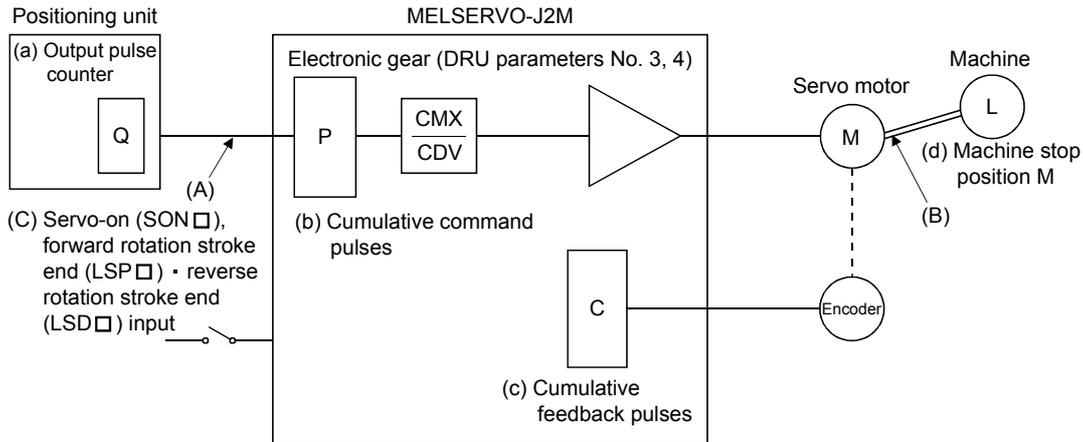 Positioning unit
MELSERVO-J2M
(a) Output pulse
counter
Q
Electronic gear (DRU parameters No. 3, 4)
P
CMX
CDV
Servo motor
M
Machine
L
(d) Machine stop
position M
(A)
(B)
(b) Cumulative command
pulses
(C) Servo-on (SON□),
forward rotation stroke
end (LSP□)・reverse
rotation stroke end
(LSD□) input
C
Encoder
(c) Cumulative
feedback pulses